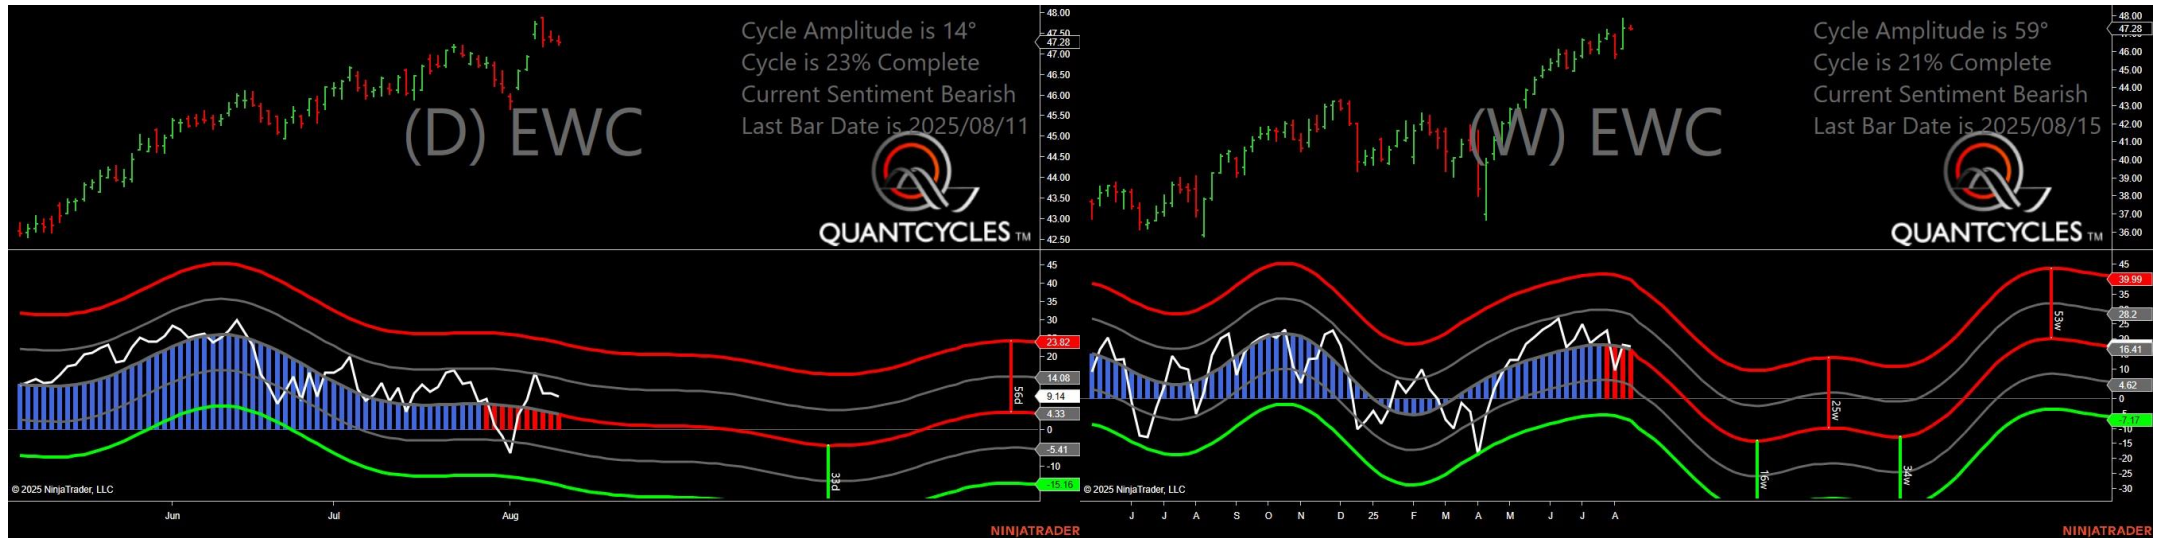 Cycle Amplitude is 14°
Cycle is 23% Complete
Current Sentiment Bearish
Last Bar Date is 2025/08/11
(D) EWC
QUANTCYCLES TM
48.00
47.50
47.28
47.00
46.50
46.00
45.50
45.00
44.50
44.00
43.50
43.00
42.50
45
40
35
30
23.82
20
14.08
9.14
4.33
0
-5.41
-10
-15.16
56d
33d
© 2025 NinjaTrader, LLC
Jun Jul Aug
NINJATRADER
Cycle Amplitude is 59°
Cycle is 21% Complete
Current Sentiment Bearish
Last Bar Date is 2025/08/15
(W) EWC
QUANTCYCLES TM
48.00
47.28
46.00
45.00
44.00
43.00
42.00
41.00
40.00
39.00
38.00
37.00
36.00
45
39.99
35
28.2
25
16.41
10
4.62
0
-7.17
-10
-15
-20
-25
-30
53w
25w
16w
34w
© 2025 NinjaTrader, LLC
J J A S O N D 25 F M A M J J A
NINJATRADER